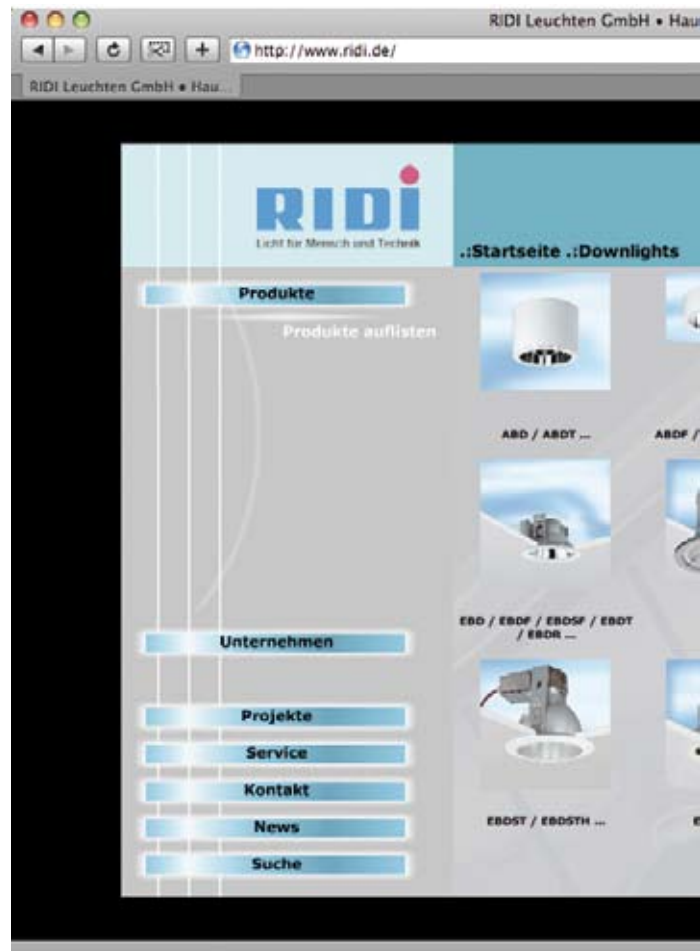 RIDI Leuchten GmbH • Hau
http://www.ridi.de/
RIDI Leuchten GmbH • Hau...
RIDI
Licht für Mensch und Technik
.:Startseite .:Downlights
Produkte
Produkte auflisten
ABD / ABDT ...
ABDF /
EBD / EBDF / EBDSF / EBDT
/ EBDR ...
Unternehmen
Projekte
Service
Kontakt
News
Suche
EBDST / EBDSTH ...
E